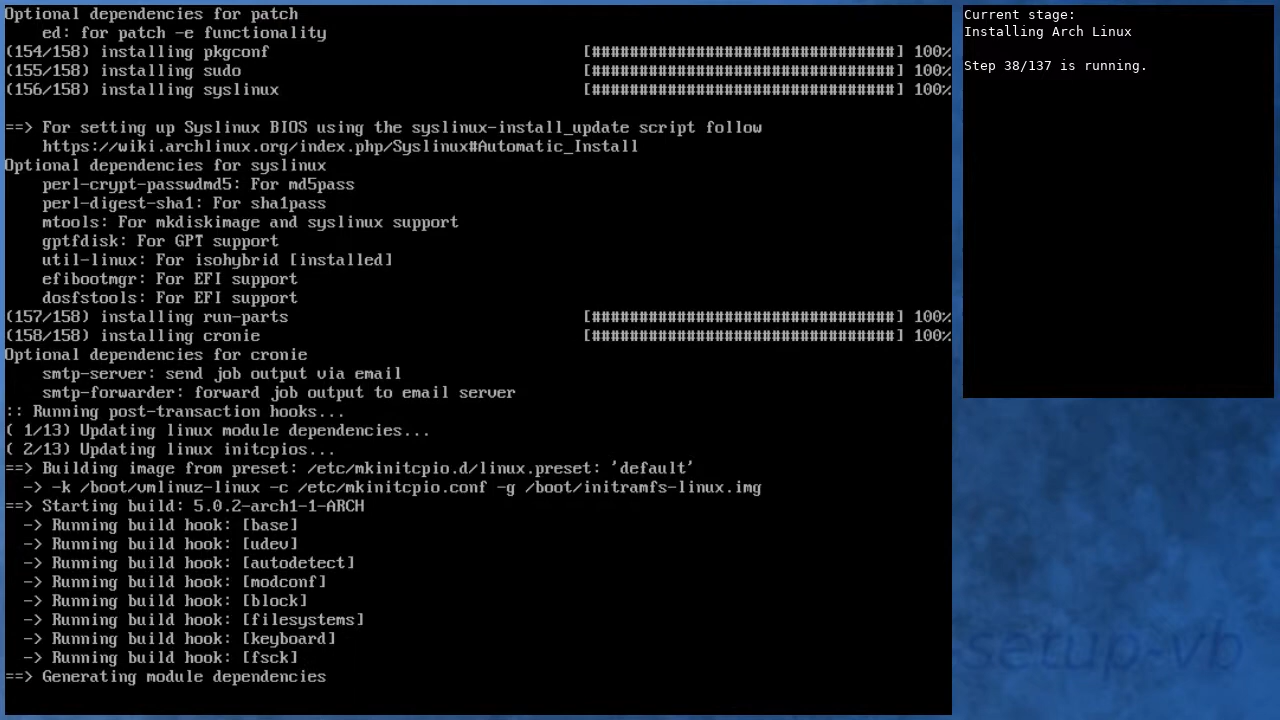 Optional dependencies for patch
    ed: for patch -e functionality
(154/158) installing pkgconf                                  [################################] 100%
(155/158) installing sudo                                     [################################] 100%
(156/158) installing syslinux                                 [################################] 100%

==> For setting up Syslinux BIOS using the syslinux-install_update script follow
    https://wiki.archlinux.org/index.php/Syslinux#Automatic_Install
Optional dependencies for syslinux
    perl-crypt-passwdmd5: For md5pass
    perl-digest-sha1: For sha1pass
    mtools: For mkdiskimage and syslinux support
    gptfdisk: For GPT support
    util-linux: For isohybrid [installed]
    efibootmgr: For EFI support
    dosfstools: For EFI support
(157/158) installing run-parts                                [################################] 100%
(158/158) installing cronie                                   [################################] 100%
Optional dependencies for cronie
    smtp-server: send job output via email
    smtp-forwarder: forward job output to email server
:: Running post-transaction hooks...
( 1/13) Updating linux module dependencies...
( 2/13) Updating linux initcpios...
==> Building image from preset: /etc/mkinitcpio.d/linux.preset: 'default'
  -> -k /boot/vmlinuz-linux -c /etc/mkinitcpio.conf -g /boot/initramfs-linux.img
==> Starting build: 5.0.2-arch1-1-ARCH
  -> Running build hook: [base]
  -> Running build hook: [udev]
  -> Running build hook: [autodetect]
  -> Running build hook: [modconf]
  -> Running build hook: [block]
  -> Running build hook: [filesystems]
  -> Running build hook: [keyboard]
  -> Running build hook: [fsck]
==> Generating module dependencies
Current stage:
Installing Arch Linux

Step 38/137 is running.
setup-vb